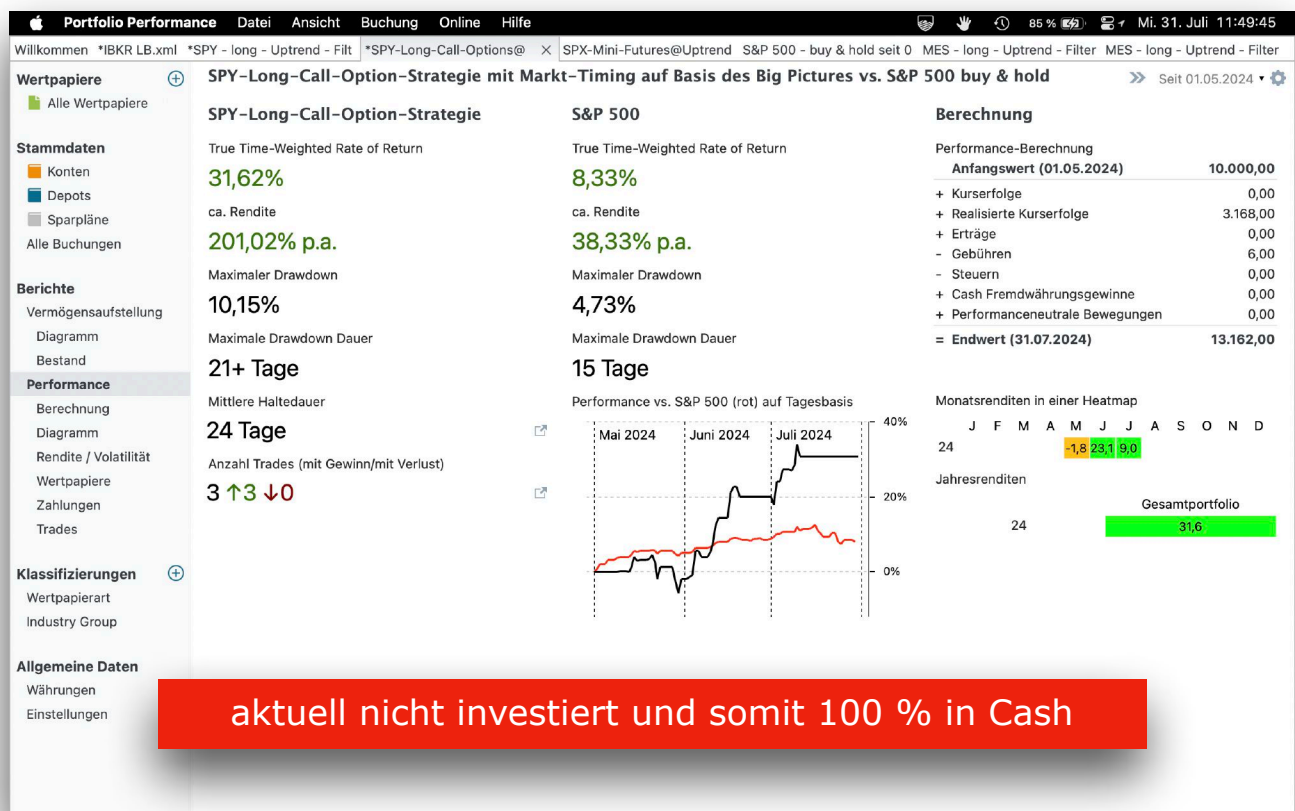 Portfolio Performance Datei Ansicht Buchung Online Hilfe 85 % Mi. 31. Juli 11:49:45
Willkommen *IBKR LB.xml *SPY - long - Uptrend - Filt *SPY-Long-Call-Options@ × SPX-Mini-Futures@Uptrend S&P 500 - buy & hold seit 0 MES - long - Uptrend - Filter MES - long - Uptrend - Filter
Wertpapiere
Alle Wertpapiere
Stammdaten
Konten
Depots
Sparpläne
Alle Buchungen
Berichte
Vermögensaufstellung
Diagramm
Bestand
Performance
Berechnung
Diagramm
Rendite / Volatilität
Wertpapiere
Zahlungen
Trades
Klassifizierungen
Wertpapierart
Industry Group
Allgemeine Daten
Währungen
Einstellungen
SPY-Long-Call-Option-Strategie mit Markt-Timing auf Basis des Big Pictures vs. S&P 500 buy & hold
Seit 01.05.2024
SPY-Long-Call-Option-Strategie
True Time-Weighted Rate of Return
31,62%
ca. Rendite
201,02% p.a.
Maximaler Drawdown
10,15%
Maximale Drawdown Dauer
21+ Tage
Mittlere Haltedauer
24 Tage
Anzahl Trades (mit Gewinn/mit Verlust)
3 ↑3 ↓0
S&P 500
True Time-Weighted Rate of Return
8,33%
ca. Rendite
38,33% p.a.
Maximaler Drawdown
4,73%
Maximale Drawdown Dauer
15 Tage
Performance vs. S&P 500 (rot) auf Tagesbasis
Mai 2024 Juni 2024 Juli 2024
40%
20%
0%
Berechnung
Performance-Berechnung
Anfangswert (01.05.2024) 10.000,00
+ Kurserfolge 0,00
+ Realisierte Kurserfolge 3.168,00
+ Erträge 0,00
- Gebühren 6,00
- Steuern 0,00
+ Cash Fremdwährungsgewinne 0,00
+ Performanceneutrale Bewegungen 0,00
= Endwert (31.07.2024) 13.162,00
Monatsrenditen in einer Heatmap
J F M A M J J A S O N D
24 -1,8 23,1 9,0
Jahresrenditen
Gesamtportfolio
24 31,6
aktuell nicht investiert und somit 100 % in Cash